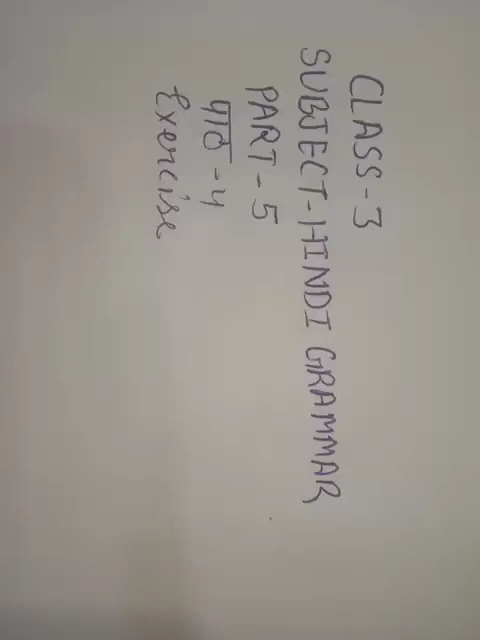 CLASS-3
SUBJECT-HINDI GRAMMAR
PART-5
पाठ-4
Exercise